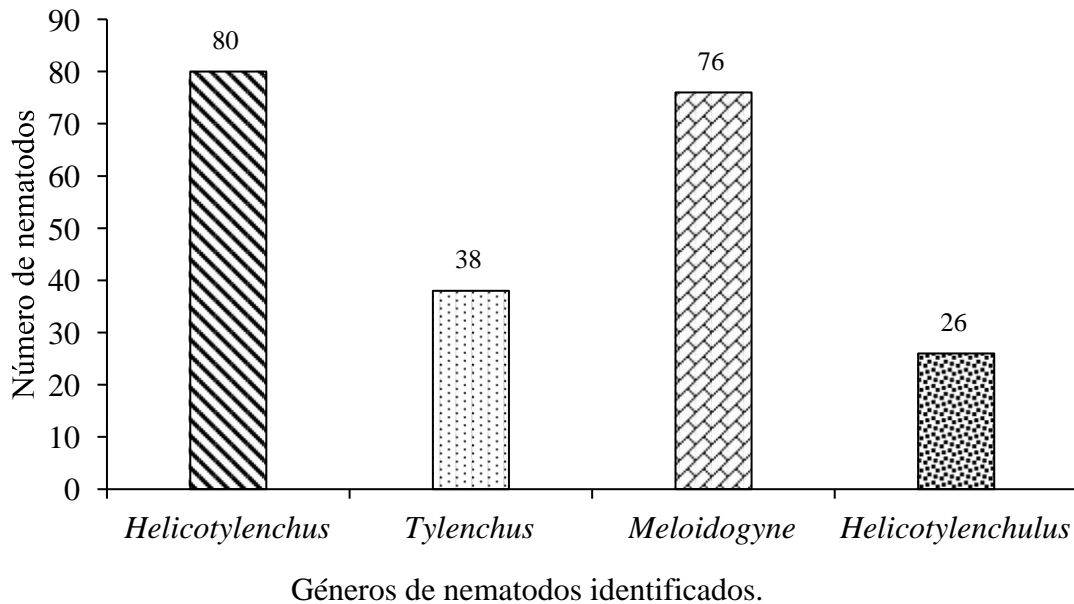 90
80
70
60
50
40
30
20
10
0
Número de nematodos
80
38
76
26
Helicotylenchus
Tylenchus
Meloidogyne
Helicotylenchulus
Géneros de nematodos identificados.